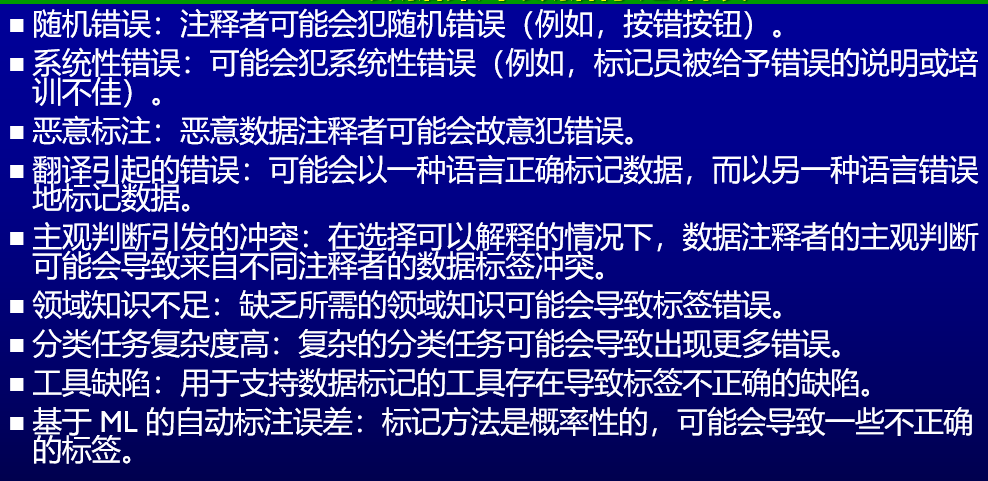 ■ 随机错误：注释者可能会犯随机错误（例如，按错按钮）。
■ 系统性错误：可能会犯系统性错误（例如，标记员被给予错误的说明或培
训不佳）。
■ 恶意标注：恶意数据注释者可能会故意犯错误。
■ 翻译引起的错误：可能会以一种语言正确标记数据，而以另一种语言错误
地标记数据。
■ 主观判断引发的冲突：在选择可以解释的情况下，数据注释者的主观判断
可能会导致来自不同注释者的数据标签冲突。
■ 领域知识不足：缺乏所需的领域知识可能会导致标签错误。
■ 分类任务复杂度高：复杂的分类任务可能会导致出现更多错误。
■ 工具缺陷：用于支持数据标记的工具存在导致标签不正确的缺陷。
■ 基于 ML 的自动标注误差：标记方法是概率性的，可能会导致一些不正确
的标签。